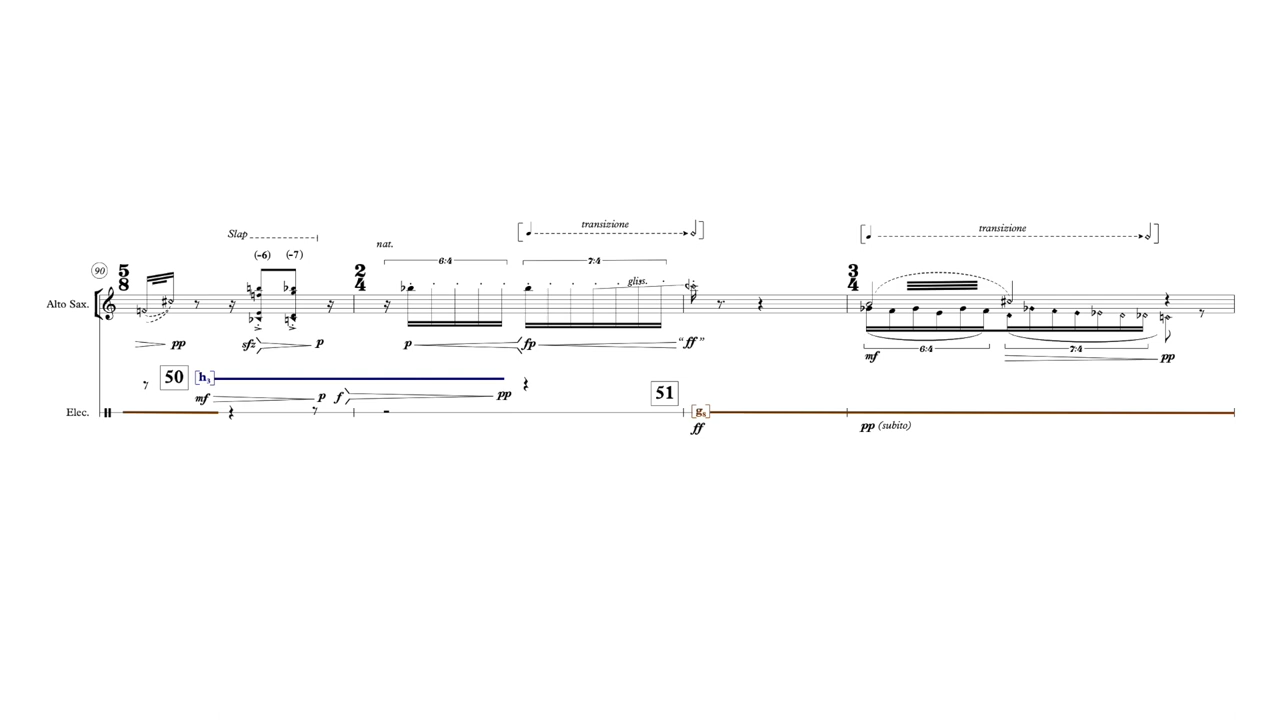 transizione
transizione
Slap
nat.
(-6) (-7)
6:4 7:4
90
5
8
2
4
3
4
gliss.
Alto Sax.
pp sfz p p fp "ff"
6:4 7:4
mf pp
50 [h3]
mf p f pp
51
Elec.
[g8]
ff
pp (subito)